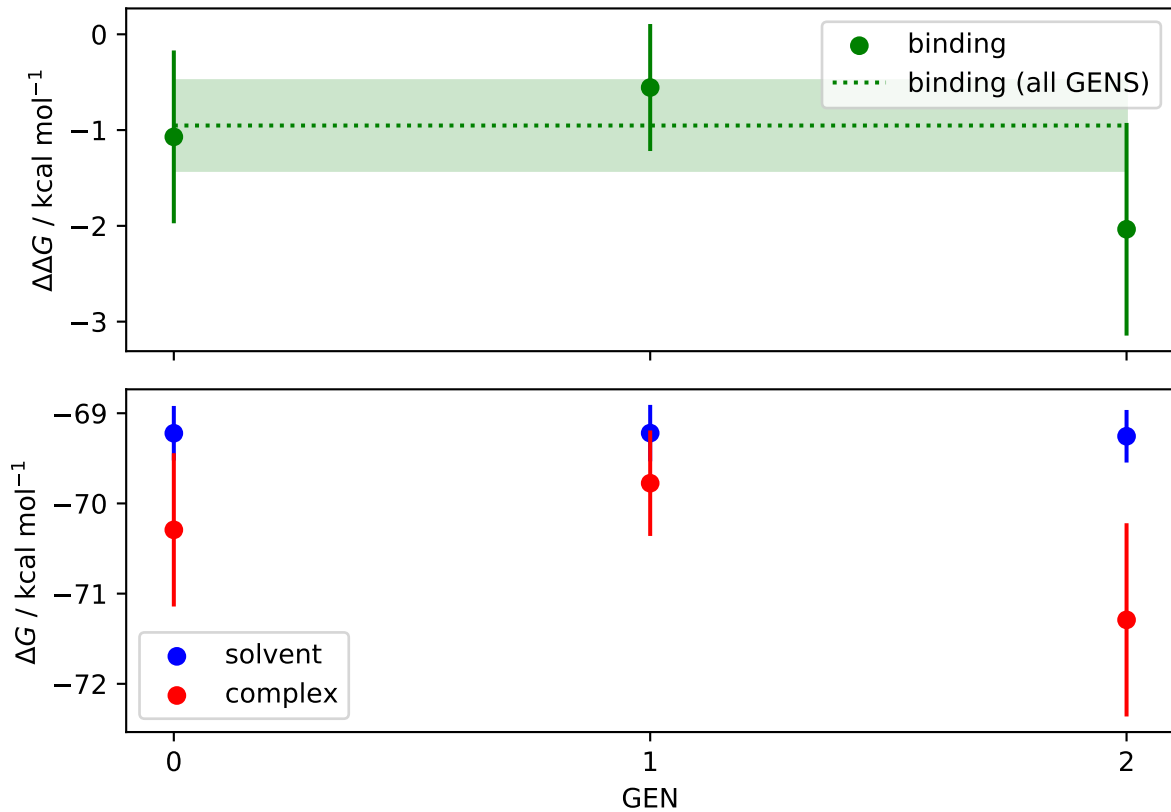 0
−1
−2
−3
ΔΔG / kcal mol⁻¹
binding
binding (all GENS)
−69
−70
−71
−72
ΔG / kcal mol⁻¹
solvent
complex
0 1 2
GEN